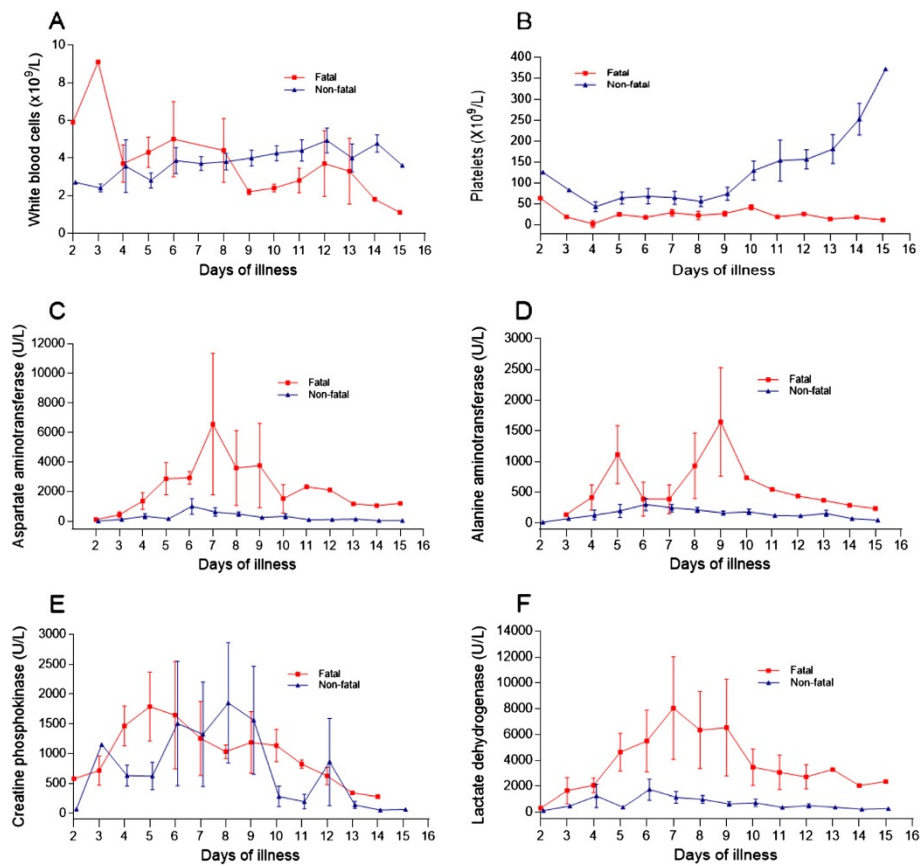 A
White blood cells (x10⁹/L)
10
8
6
4
2
0
Fatal
Non-fatal
2 3 4 5 6 7 8 9 10 11 12 13 14 15 16
Days of illness
B
Platelets (X10⁹/L)
400
350
300
250
200
150
100
50
0
Fatal
Non-fatal
2 3 4 5 6 7 8 9 10 11 12 13 14 15 16
Days of illness
C
Aspartate aminotransferase (U/L)
12000
10000
8000
6000
4000
2000
0
Fatal
Non-fatal
2 3 4 5 6 7 8 9 10 11 12 13 14 15 16
Days of illness
D
Alanine aminotransferase (U/L)
3000
2500
2000
1500
1000
500
0
Fatal
Non-fatal
2 3 4 5 6 7 8 9 10 11 12 13 14 15 16
Days of illness
E
Creatine phosphokinase (U/L)
3000
2500
2000
1500
1000
500
0
Fatal
Non-fatal
2 3 4 5 6 7 8 9 10 11 12 13 14 15 16
Days of illness
F
Lactate dehydrogenase (U/L)
14000
12000
10000
8000
6000
4000
2000
0
Fatal
Non-fatal
2 3 4 5 6 7 8 9 10 11 12 13 14 15 16
Days of illness